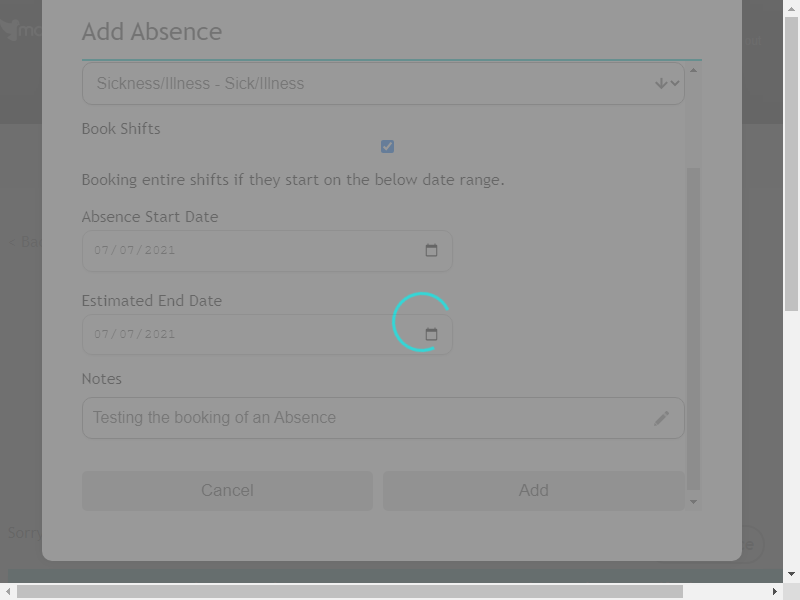 Add Absence
Sickness/Illness - Sick/Illness
Book Shifts
Booking entire shifts if they start on the below date range.
Absence Start Date
07/07/2021
< Ba
Estimated End Date
07/07/2021
Notes
Testing the booking of an Absence
Cancel
Add
Sorry